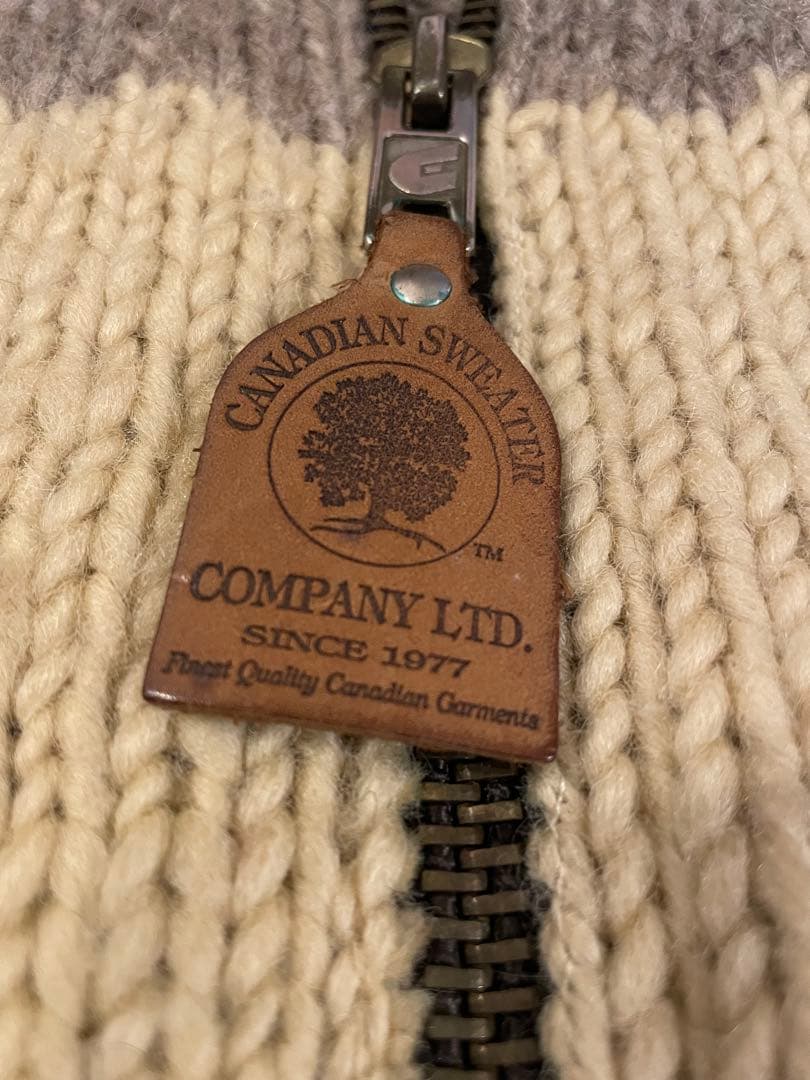 CANADIAN SWEATER
TM
COMPANY LTD.
SINCE 1977
Finest Quality Canadian Garments